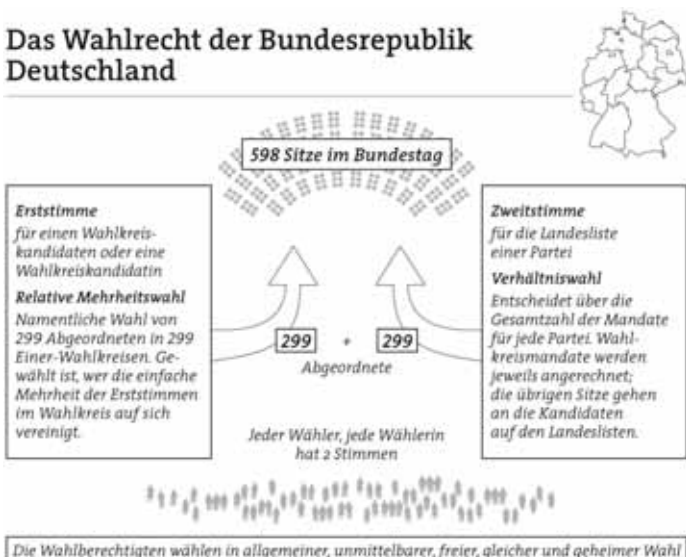 Das Wahlrecht der Bundesrepublik
Deutschland
598 Sitze im Bundestag
Erststimme
für einen Wahlkreis-
kandidaten oder eine
Wahlkreiskandidatin
Relative Mehrheitswahl
Namentliche Wahl von
299 Abgeordneten in 299
Einer-Wahlkreisen. Ge-
wählt ist, wer die einfache
Mehrheit der Erststimmen
im Wahlkreis auf sich
vereinigt.
299 + 299
Abgeordnete
Jeder Wähler, jede Wählerin
hat 2 Stimmen
Zweitstimme
für die Landesliste
einer Partei
Verhältniswahl
Entscheidet über die
Gesamtzahl der Mandate
für jede Partei. Wahl-
kreismandate werden
jeweils angerechnet;
die übrigen Sitze gehen
an die Kandidaten
auf den Landeslisten.
Die Wahlberechtigten wählen in allgemeiner, unmittelbarer, freier, gleicher und geheimer Wahl